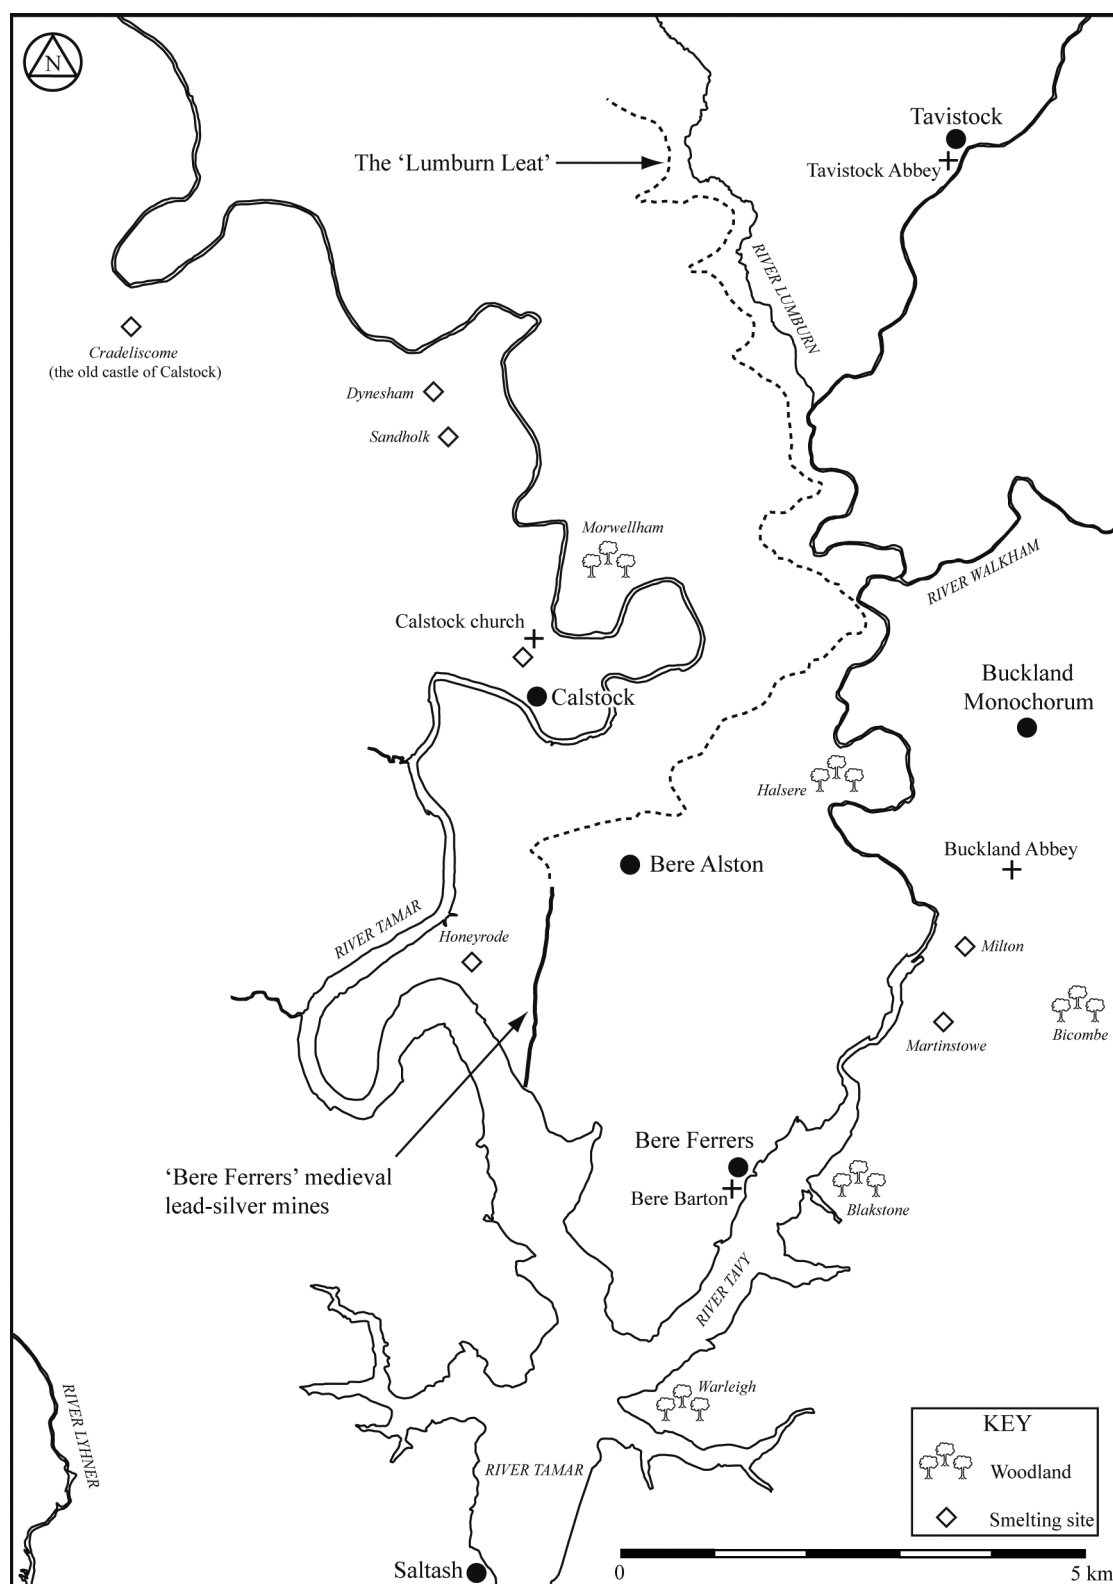 N
Tavistock
Tavistock Abbey
The ‘Lumburn Leat’
RIVER LUMBURN
Cradeliscome
(the old castle of Calstock)
Dynesham
Sandholk
Morwellham
RIVER WALKHAM
Calstock church
Calstock
Buckland
Monochorum
Halsere
Bere Alston
Buckland Abbey
RIVER TAMAR
Honeyrode
Milton
Martinstowe
Bicombe
‘Bere Ferrers’ medieval
lead-silver mines
Bere Ferrers
Bere Barton
Blakstone
RIVER TAVY
Warleigh
RIVER LYHNER
RIVER TAMAR
Saltash
KEY
Woodland
Smelting site
0
5 km